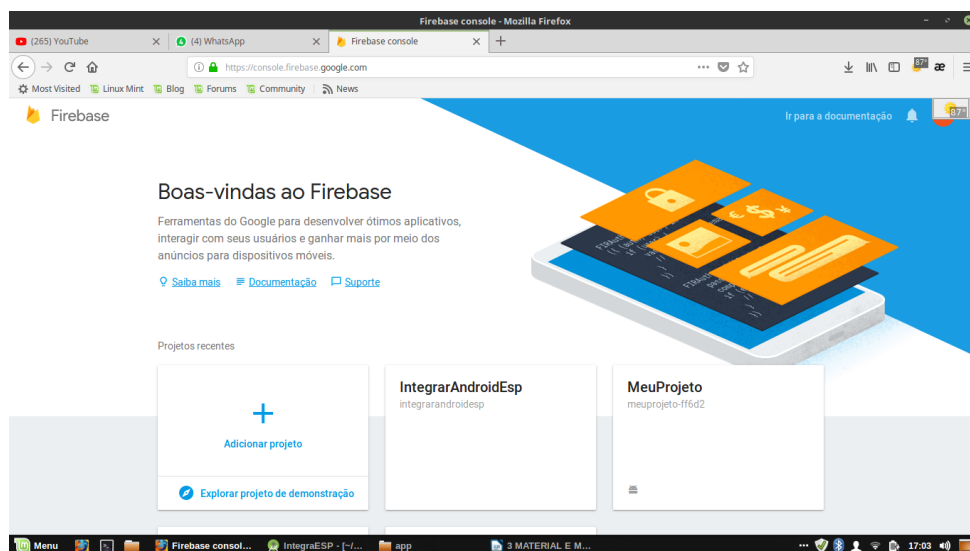 Firebase console - Mozilla Firefox
(265) YouTube
(4) WhatsApp
Firebase console
https://console.firebase.google.com
87°
Most Visited
Linux Mint
Blog
Forums
Community
News
Firebase
Ir para a documentação
87°
Boas-vindas ao Firebase
Ferramentas do Google para desenvolver ótimos aplicativos,
interagir com seus usuários e ganhar mais por meio dos
anúncios para dispositivos móveis.
Saiba mais
Documentação
Suporte
Projetos recentes
Adicionar projeto
Explorar projeto de demonstração
IntegrarAndroidEsp
integrarandroidesp
MeuProjeto
meuprojeto-ff6d2
Menu
Firebase consol...
IntegraESP - [~/...
app
3 MATERIAL E M...
17:03